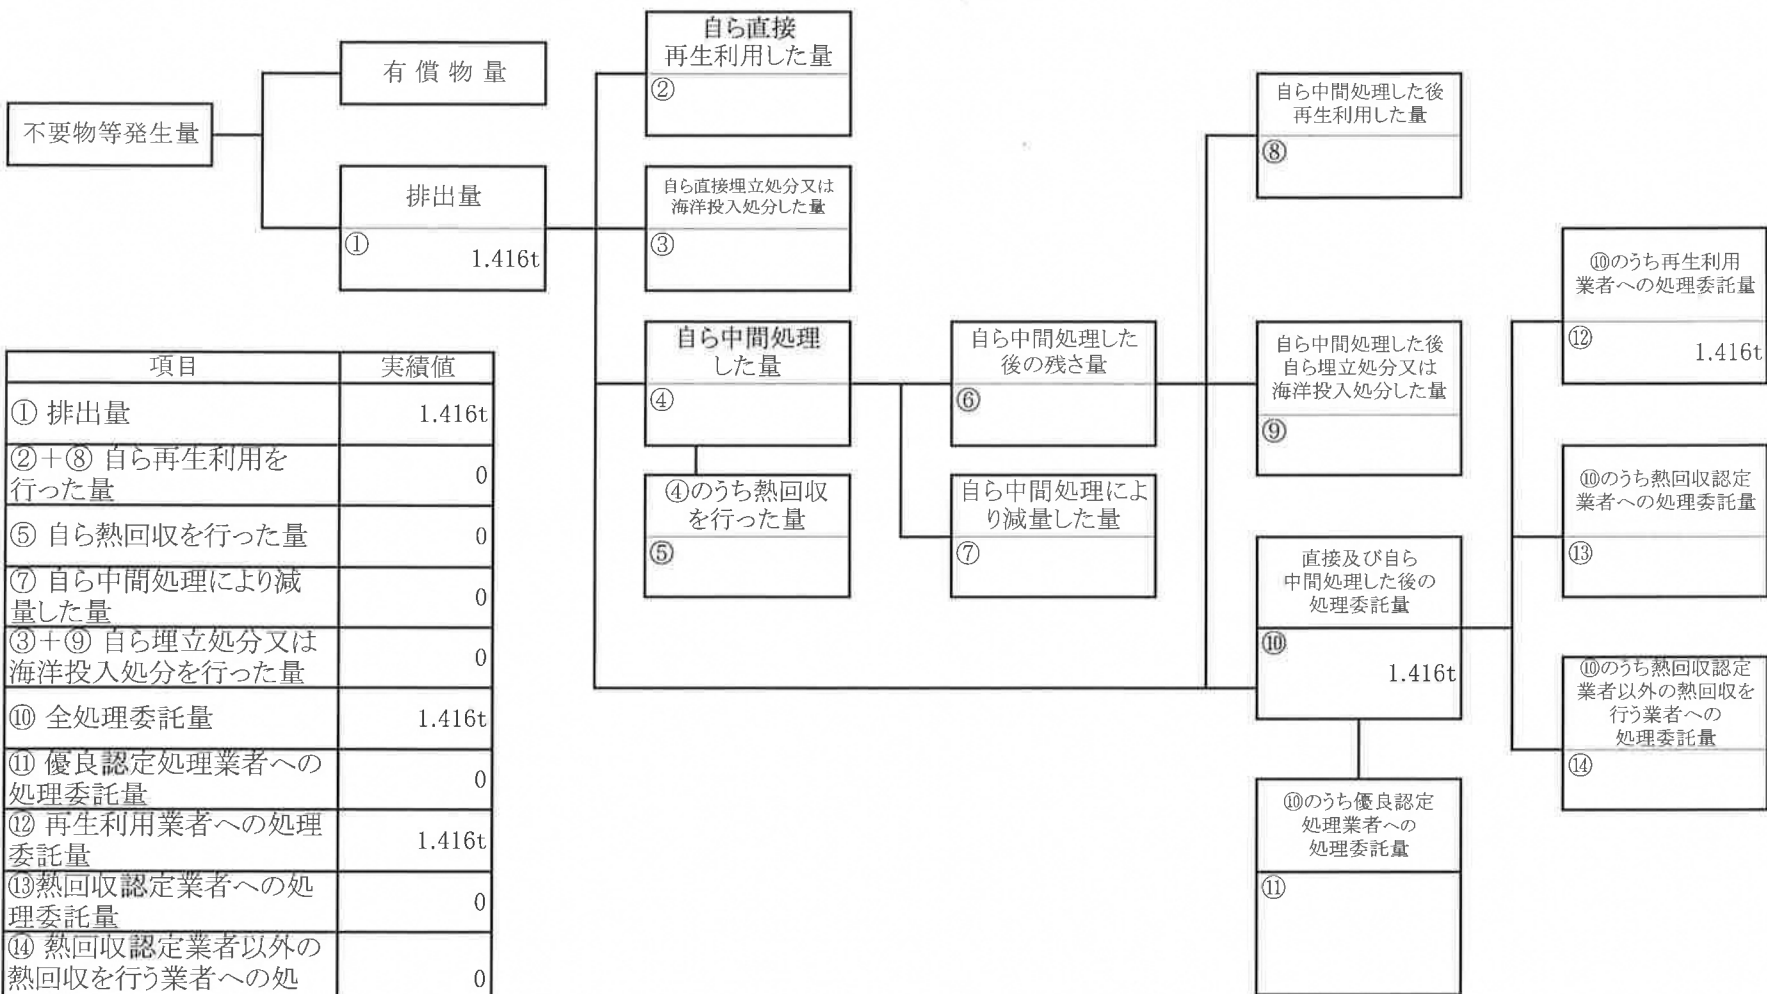 不要物等発生量
有償物量
排出量
①
1.416t
自ら直接
再生利用した量
②
自ら直接埋立処分又は
海洋投入処分した量
③
自ら中間処理
した量
④
④のうち熱回収
を行った量
⑤
自ら中間処理した
後の残さ量
⑥
自ら中間処理によ
り減量した量
⑦
自ら中間処理した後
再生利用した量
⑧
自ら中間処理した後
自ら埋立処分又は
海洋投入処分した量
⑨
直接及び自ら
中間処理した後の
処理委託量
⑩
1.416t
⑩のうち優良認定
処理業者への
処理委託量
⑪
⑩のうち再生利用
業者への処理委託量
⑫
1.416t
⑩のうち熱回収認定
業者への処理委託量
⑬
⑩のうち熱回収認定
業者以外の熱回収を
行う業者への
処理委託量
⑭
項目 実績値
① 排出量 1.416t
②+⑧ 自ら再生利用を
行った量 0
⑤ 自ら熱回収を行った量 0
⑦ 自ら中間処理により減
量した量 0
③+⑨ 自ら埋立処分又は
海洋投入処分を行った量 0
⑩ 全処理委託量 1.416t
⑪ 優良認定処理業者への
処理委託量 0
⑫ 再生利用業者への処理
委託量 1.416t
⑬熱回収認定業者への処
理委託量 0
⑭ 熱回収認定業者以外の
熱回収を行う業者への処 0